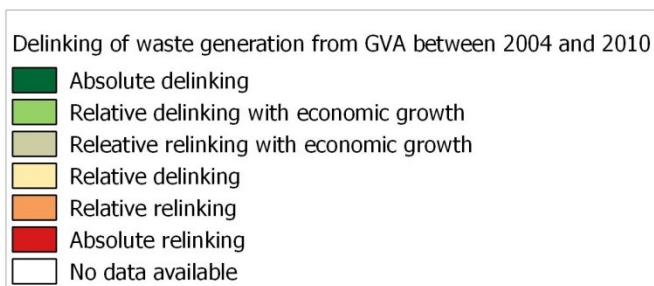 Delinking of waste generation from GVA between 2004 and 2010
Absolute delinking
Relative delinking with economic growth
Releative relinking with economic growth
Relative delinking
Relative relinking
Absolute relinking
No data available